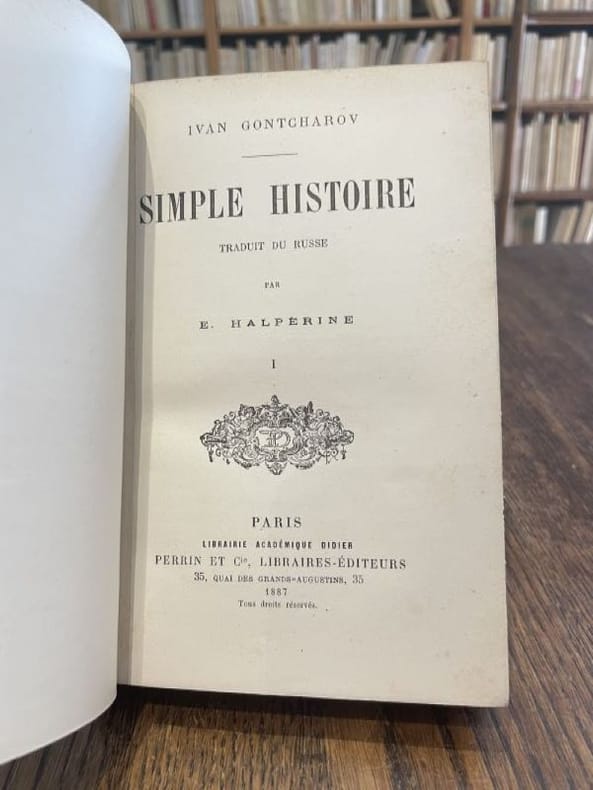 IVAN GONTCHAROV
SIMPLE HISTOIRE
TRADUIT DU RUSSE
PAR
E. HALPÉRINE
I
PARIS
LIBRAIRIE ACADÉMIQUE DIDIER
PERRIN ET Cie, LIBRAIRES-ÉDITEURS
35, QUAI DES GRANDS-AUGUSTINS, 35
1887
Tous droits réservés.